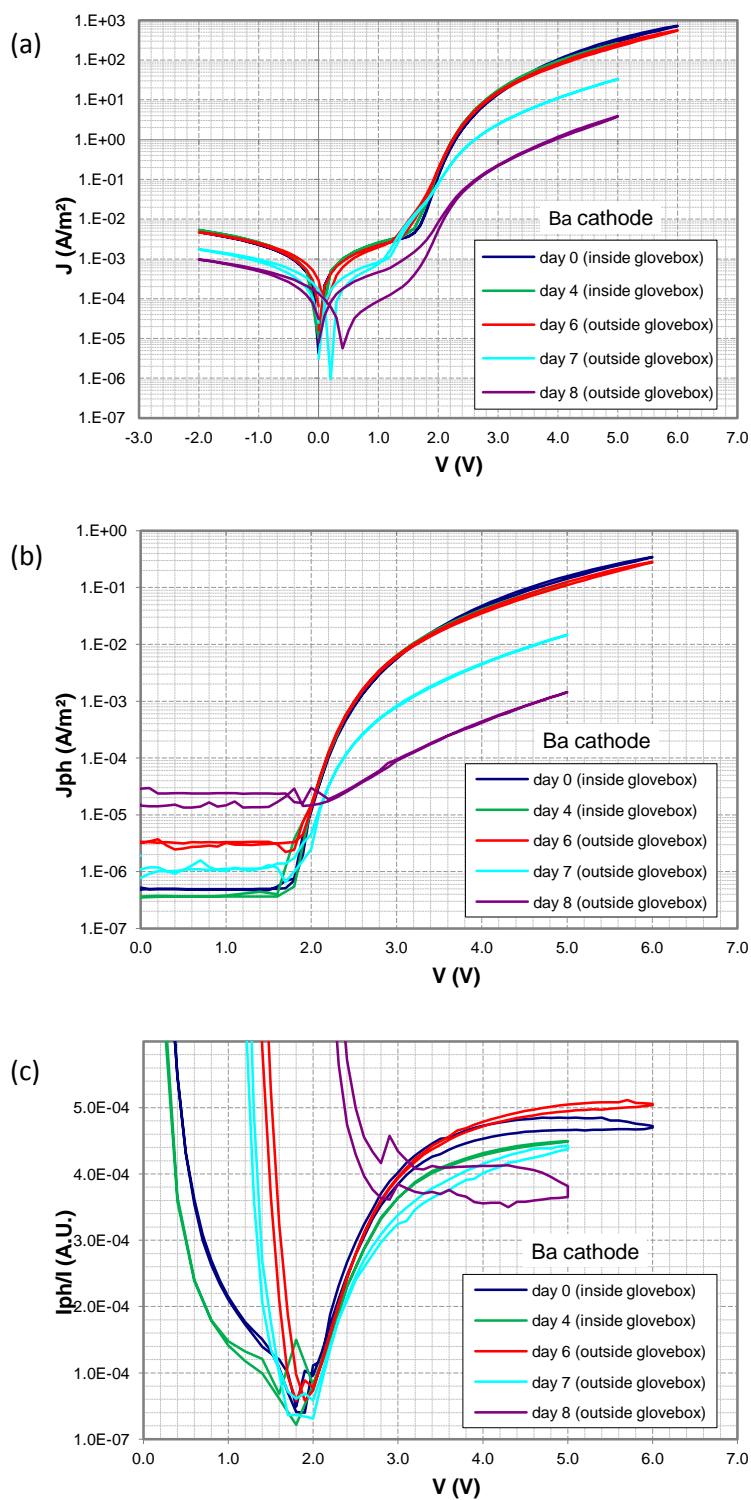 (a)
1.E+03
1.E+02
1.E+01
1.E+00
1.E-01
1.E-02
1.E-03
1.E-04
1.E-05
1.E-06
1.E-07
J (A/m²)
-3.0 -2.0 -1.0 0.0 1.0 2.0 3.0 4.0 5.0 6.0 7.0
V (V)
Ba cathode
day 0 (inside glovebox)
day 4 (inside glovebox)
day 6 (outside glovebox)
day 7 (outside glovebox)
day 8 (outside glovebox)
(b)
1.E+00
1.E-01
1.E-02
1.E-03
1.E-04
1.E-05
1.E-06
1.E-07
Jph (A/m²)
0.0 1.0 2.0 3.0 4.0 5.0 6.0 7.0
V (V)
Ba cathode
day 0 (inside glovebox)
day 4 (inside glovebox)
day 6 (outside glovebox)
day 7 (outside glovebox)
day 8 (outside glovebox)
(c)
5.0E-04
4.0E-04
3.0E-04
2.0E-04
1.0E-04
1.0E-07
Iph/I (A.U.)
0.0 1.0 2.0 3.0 4.0 5.0 6.0 7.0
V (V)
Ba cathode
day 0 (inside glovebox)
day 4 (inside glovebox)
day 6 (outside glovebox)
day 7 (outside glovebox)
day 8 (outside glovebox)